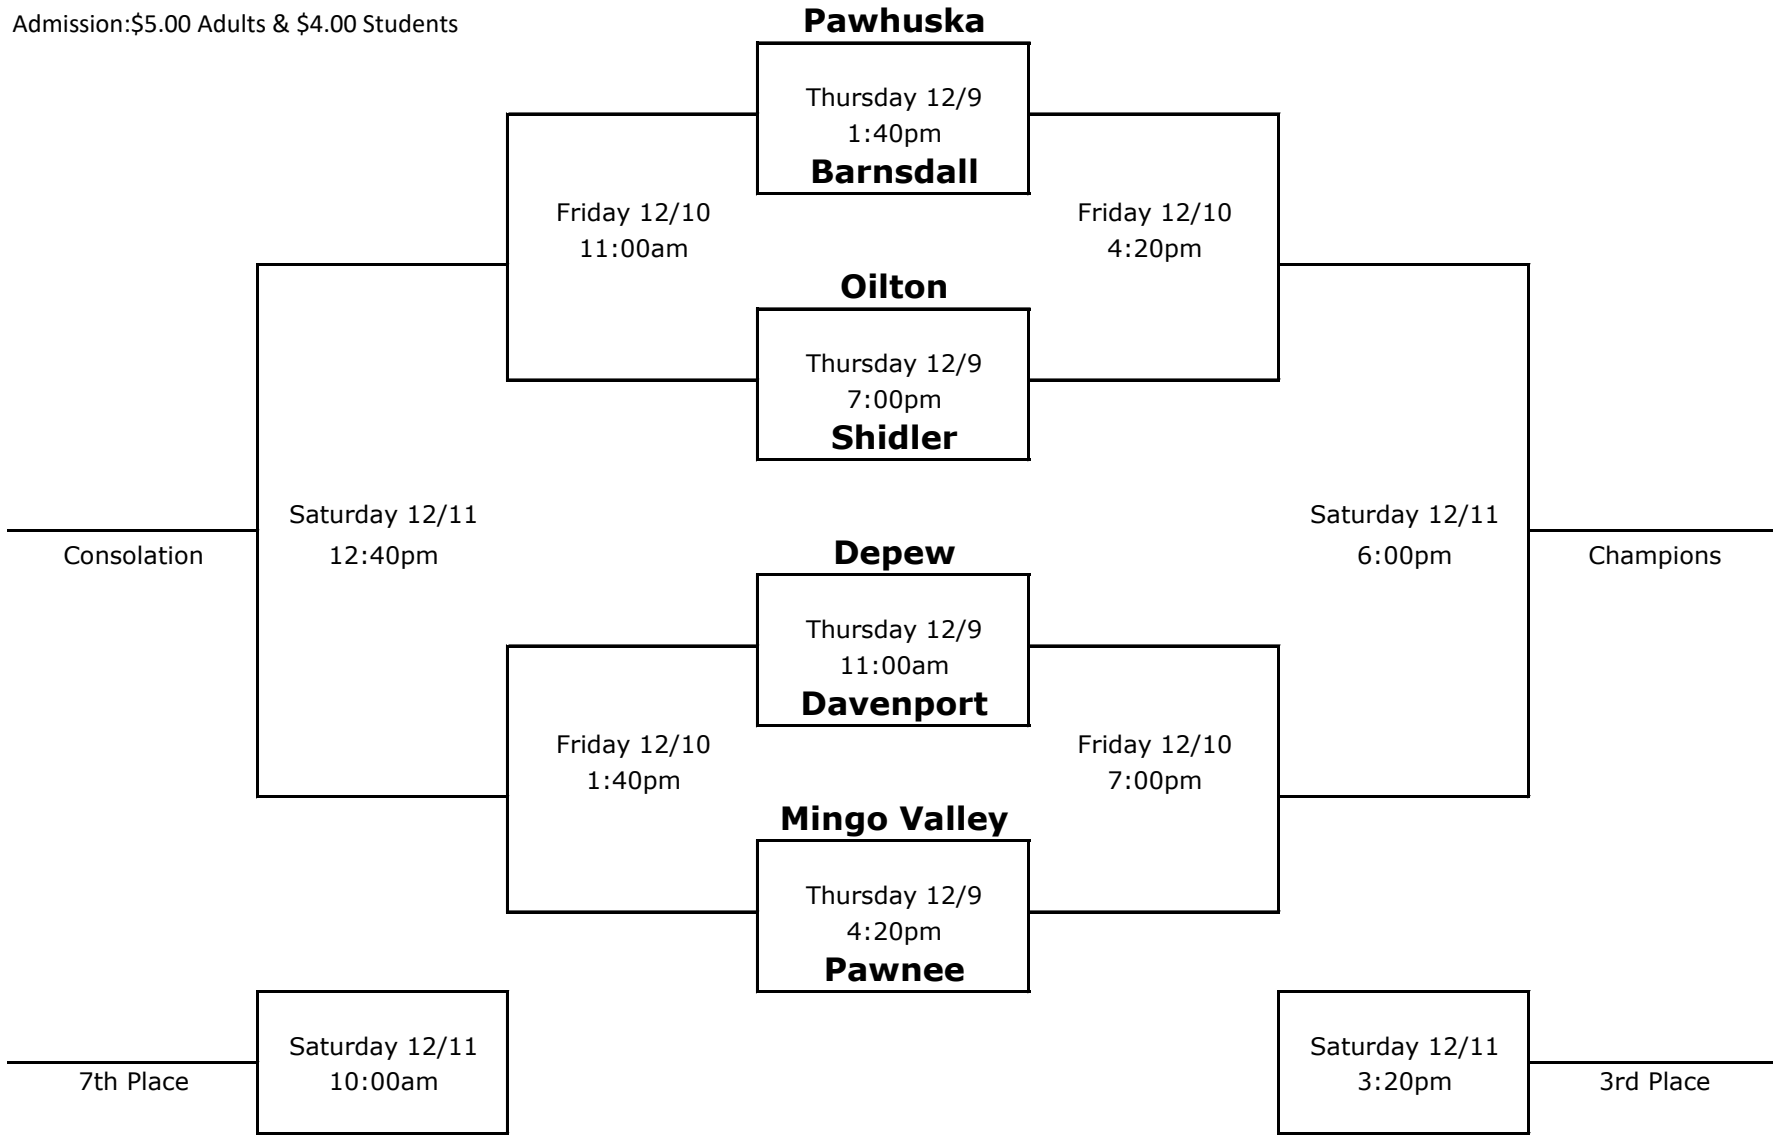 Admission:$5.00 Adults & $4.00 Students
Pawhuska
Thursday 12/9
1:40pm
Barnsdall
Friday 12/10
11:00am
Friday 12/10
4:20pm
Oilton
Thursday 12/9
7:00pm
Shidler
Saturday 12/11
12:40pm
Consolation
Saturday 12/11
6:00pm
Champions
Depew
Thursday 12/9
11:00am
Davenport
Friday 12/10
1:40pm
Friday 12/10
7:00pm
Mingo Valley
Thursday 12/9
4:20pm
Pawnee
Saturday 12/11
10:00am
7th Place
Saturday 12/11
3:20pm
3rd Place